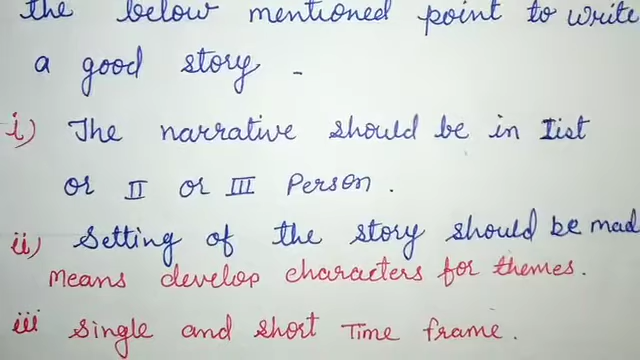 the below mentioned point to write
a good story -
i) The narrative should be in Iist
or II or III Person.
ii) Setting of the story should be mad
means develop characters for themes.
iii single and short Time frame.